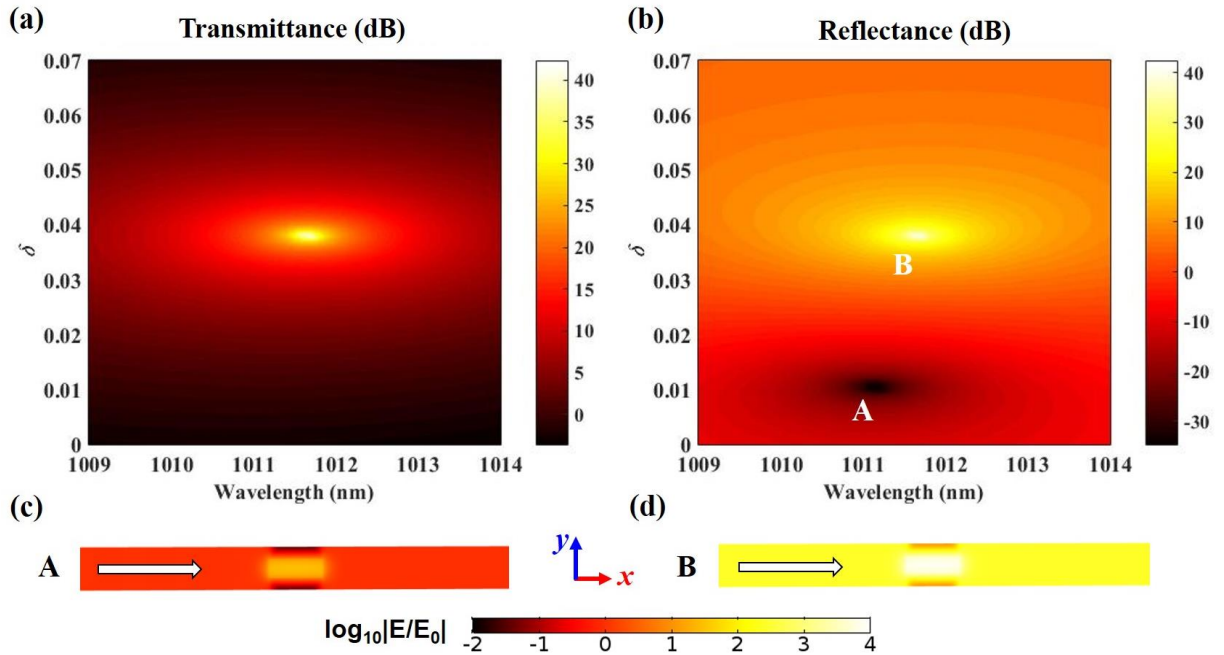 (a) Transmittance (dB)
0.07
0.06
0.05
0.04
0.03
0.02
0.01
0
δ
1009 1010 1011 1012 1013 1014
Wavelength (nm)
40
35
30
25
20
15
10
5
0
(b) Reflectance (dB)
0.07
0.06
0.05
0.04
0.03
0.02
0.01
0
δ
B
A
1009 1010 1011 1012 1013 1014
Wavelength (nm)
40
30
20
10
0
-10
-20
-30
(c)
A
y
x
(d)
B
log₁₀|E/E₀|
-2 -1 0 1 2 3 4